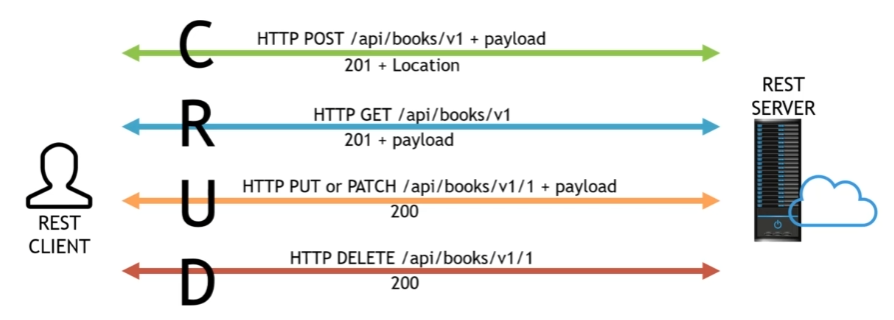 C
HTTP POST /api/books/v1 + payload
201 + Location
R
HTTP GET /api/books/v1
201 + payload
U
HTTP PUT or PATCH /api/books/v1/1 + payload
200
D
HTTP DELETE /api/books/v1/1
200
REST
CLIENT
REST
SERVER